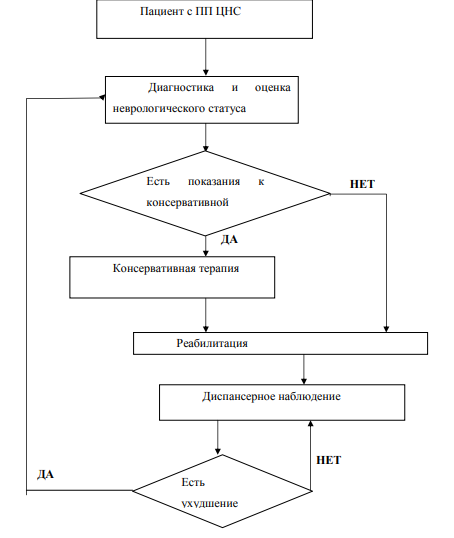 Пациент с ПП ЦНС
Диагностика и оценка
неврологического статуса
Есть показания к
консервативной
НЕТ
ДА
Консервативная терапия
Реабилитация
Диспансерное наблюдение
НЕТ
ДА
Есть
ухудшение